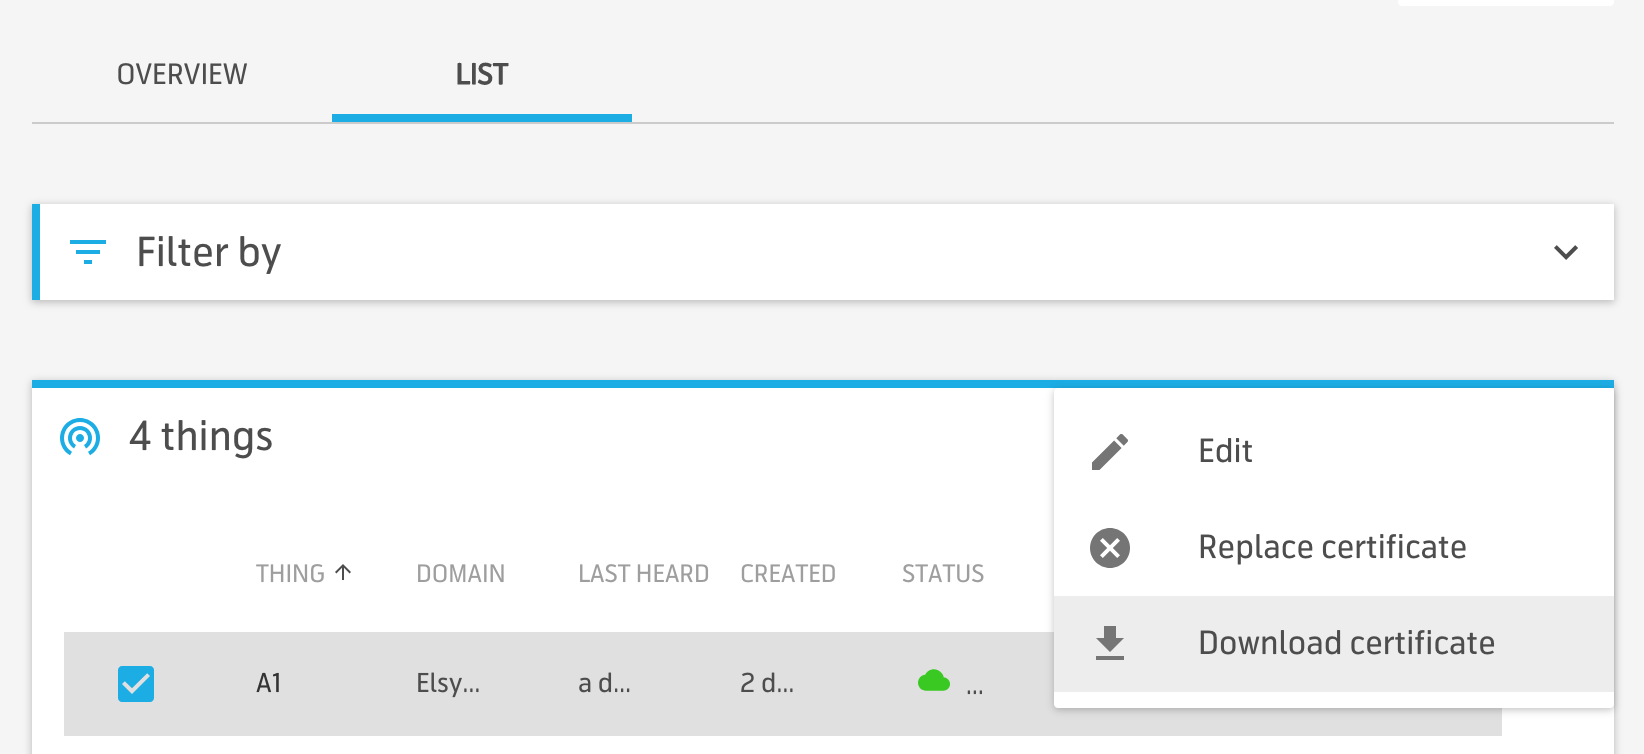 OVERVIEW LIST
Filter by
4 things
Edit
Replace certificate
Download certificate
THING DOMAIN LAST HEARD CREATED STATUS
A1 Elsy... a d... 2 d... ...